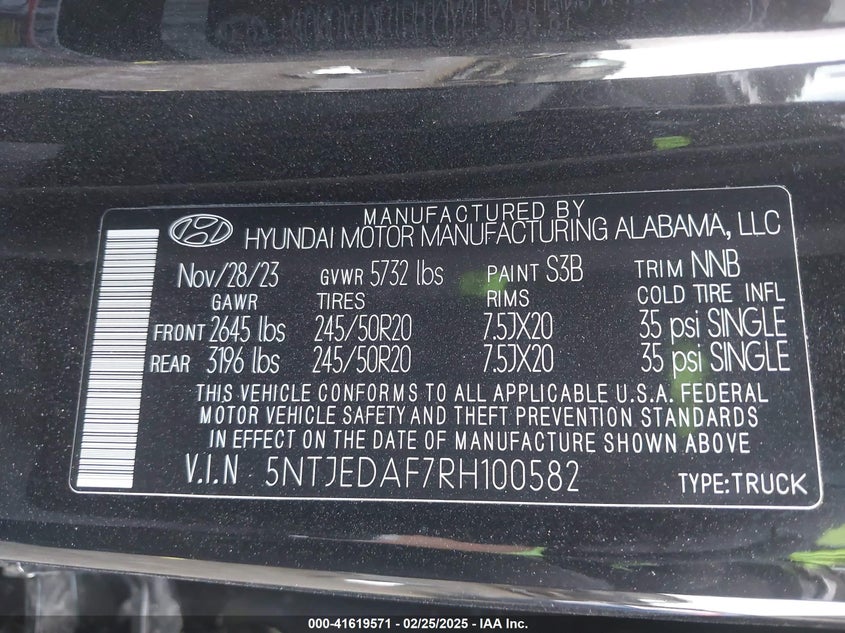 MANUFACTURED BY
HYUNDAI MOTOR MANUFACTURING ALABAMA, LLC
Nov/28/23 GVWR 5732 lbs PAINT S3B TRIM NNB
GAWR TIRES RIMS COLD TIRE INFL
FRONT 2645 lbs 245/50R20 7.5JX20 35 psi SINGLE
REAR 3196 lbs 245/50R20 7.5JX20 35 psi SINGLE
THIS VEHICLE CONFORMS TO ALL APPLICABLE U.S.A. FEDERAL
MOTOR VEHICLE SAFETY AND THEFT PREVENTION STANDARDS
IN EFFECT ON THE DATE OF MANUFACTURE SHOWN ABOVE
V.I.N 5NTJEDAF7RH100582 TYPE:TRUCK
000-41619571 - 02/25/2025 - IAA Inc.